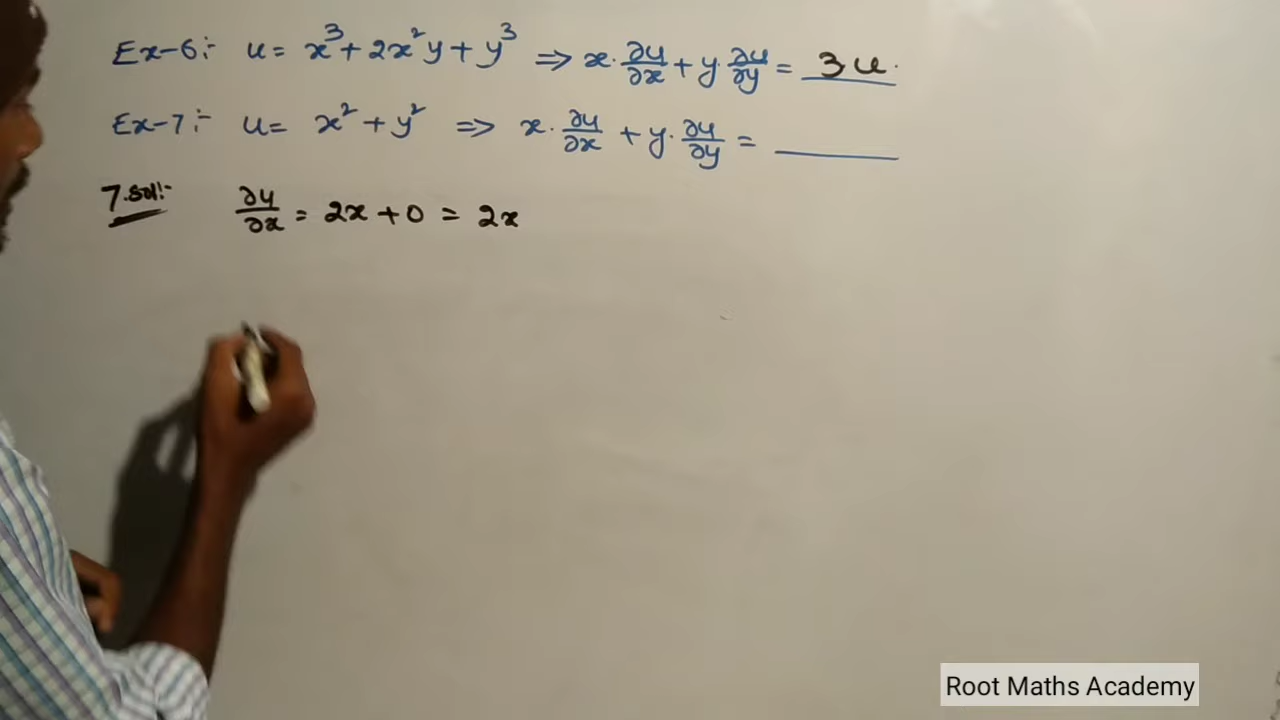 Ex-6:- u = x³ + 2x²y + y³ ⇒ x·∂u/∂x + y·∂u/∂y = 3u.
Ex-7:- u = x² + y² ⇒ x·∂u/∂x + y·∂u/∂y = ______
7.Sol:- ∂u/∂x = 2x + 0 = 2x
Root Maths Academy